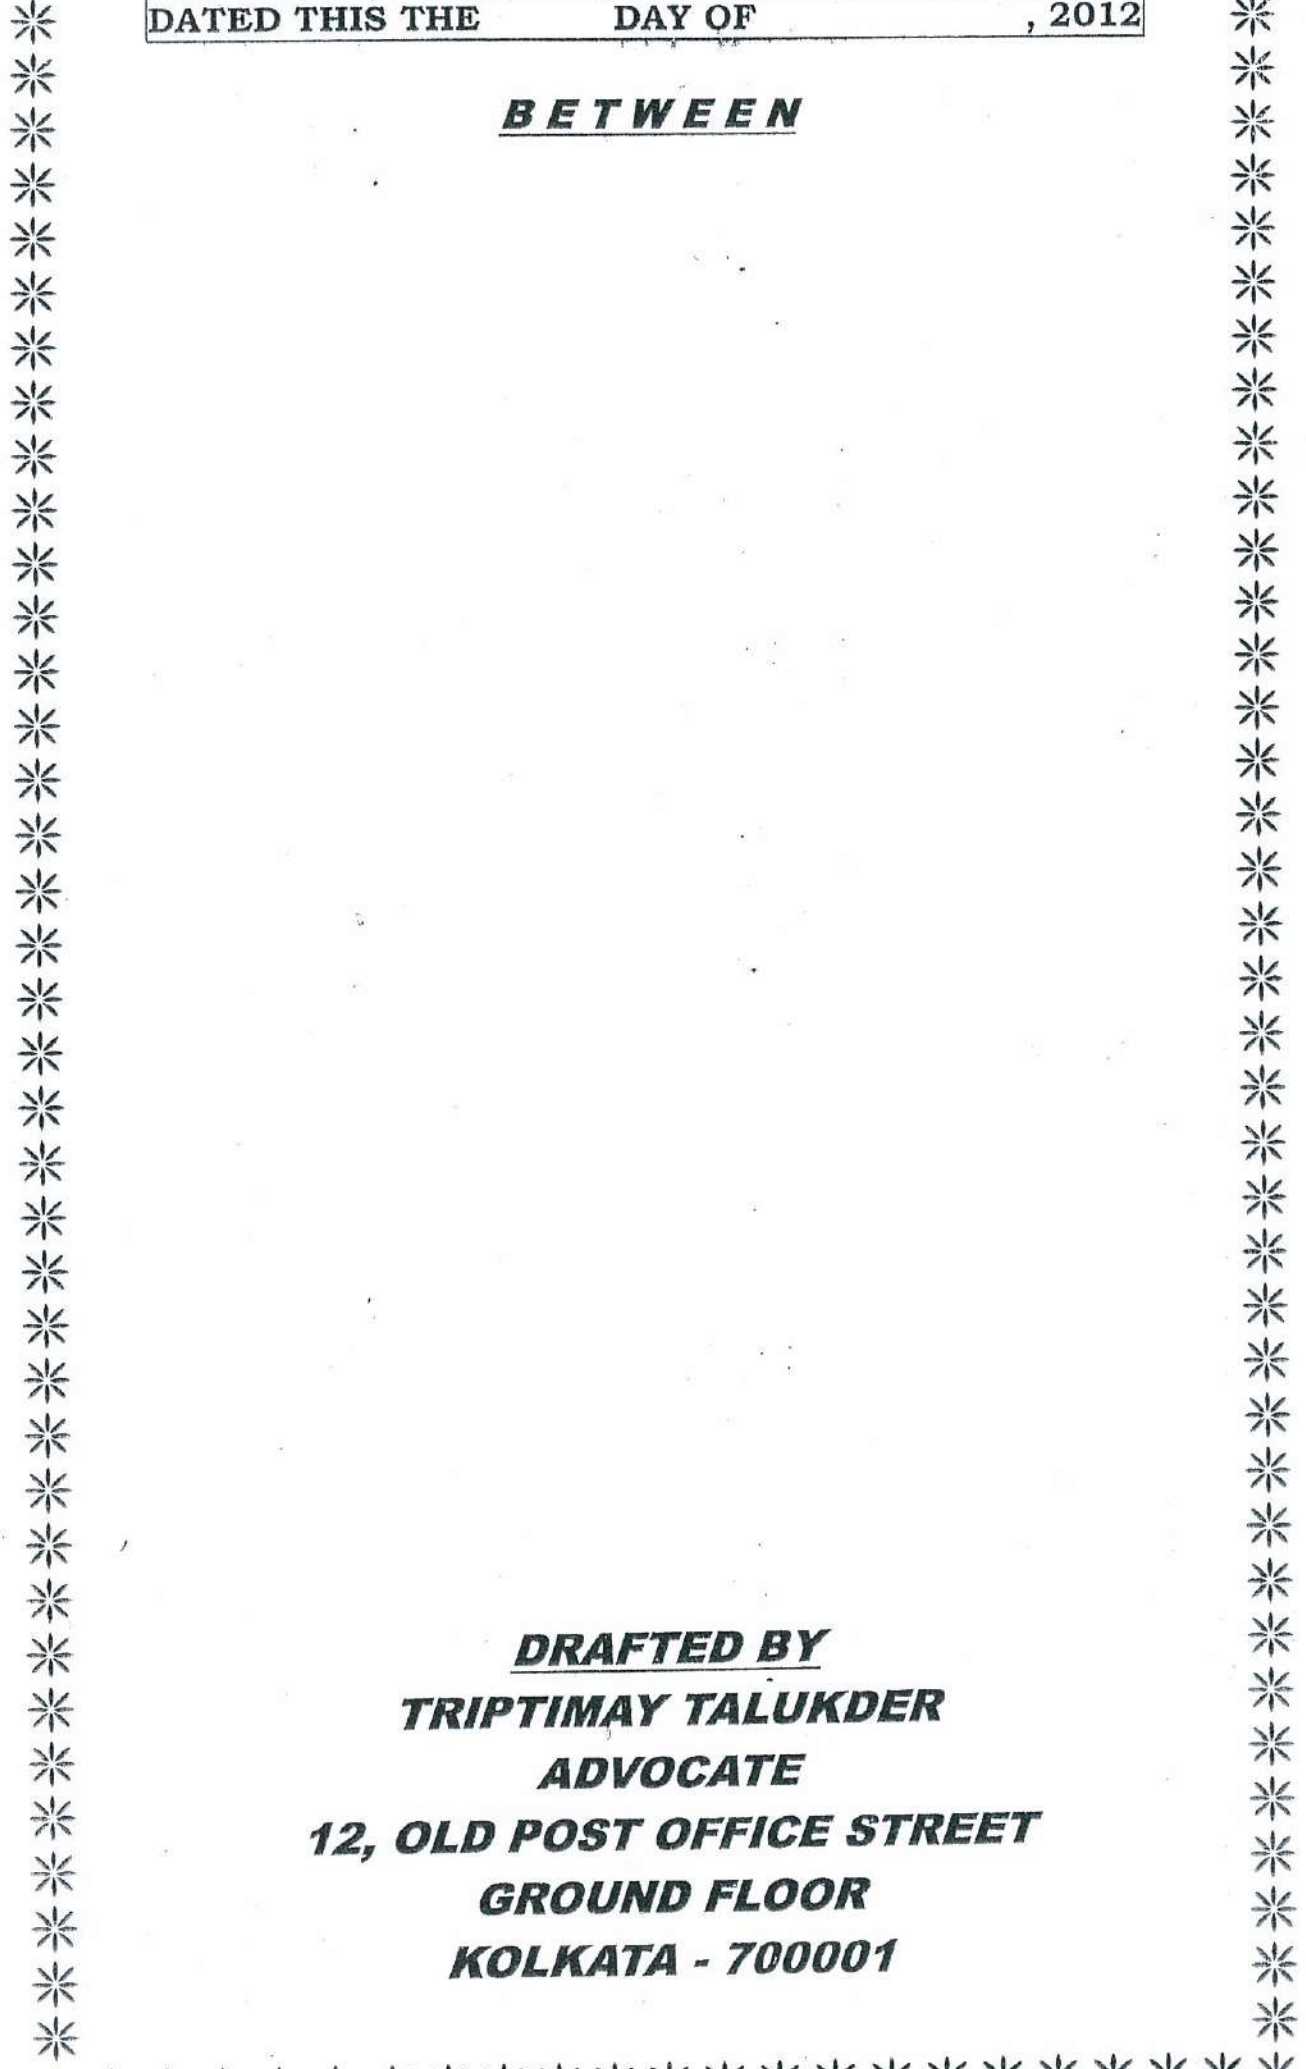 DATED THIS THE DAY OF , 2012
BETWEEN
DRAFTED BY
TRIPTIMAY TALUKDER
ADVOCATE
12, OLD POST OFFICE STREET
GROUND FLOOR
KOLKATA - 700001